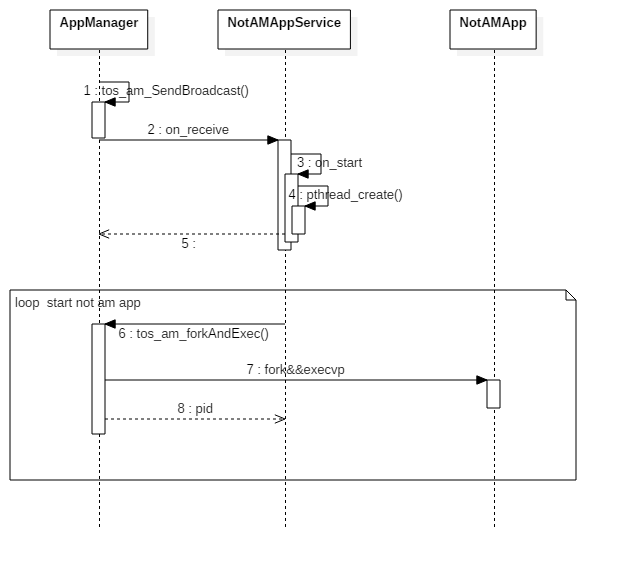 AppManager
NotAMAppService
NotAMApp
1 : tos_am_SendBroadcast()
2 : on_receive
3 : on_start
4 : pthread_create()
5 :
loop  start not am app
6 : tos_am_forkAndExec()
7 : fork&&execvp
8 : pid